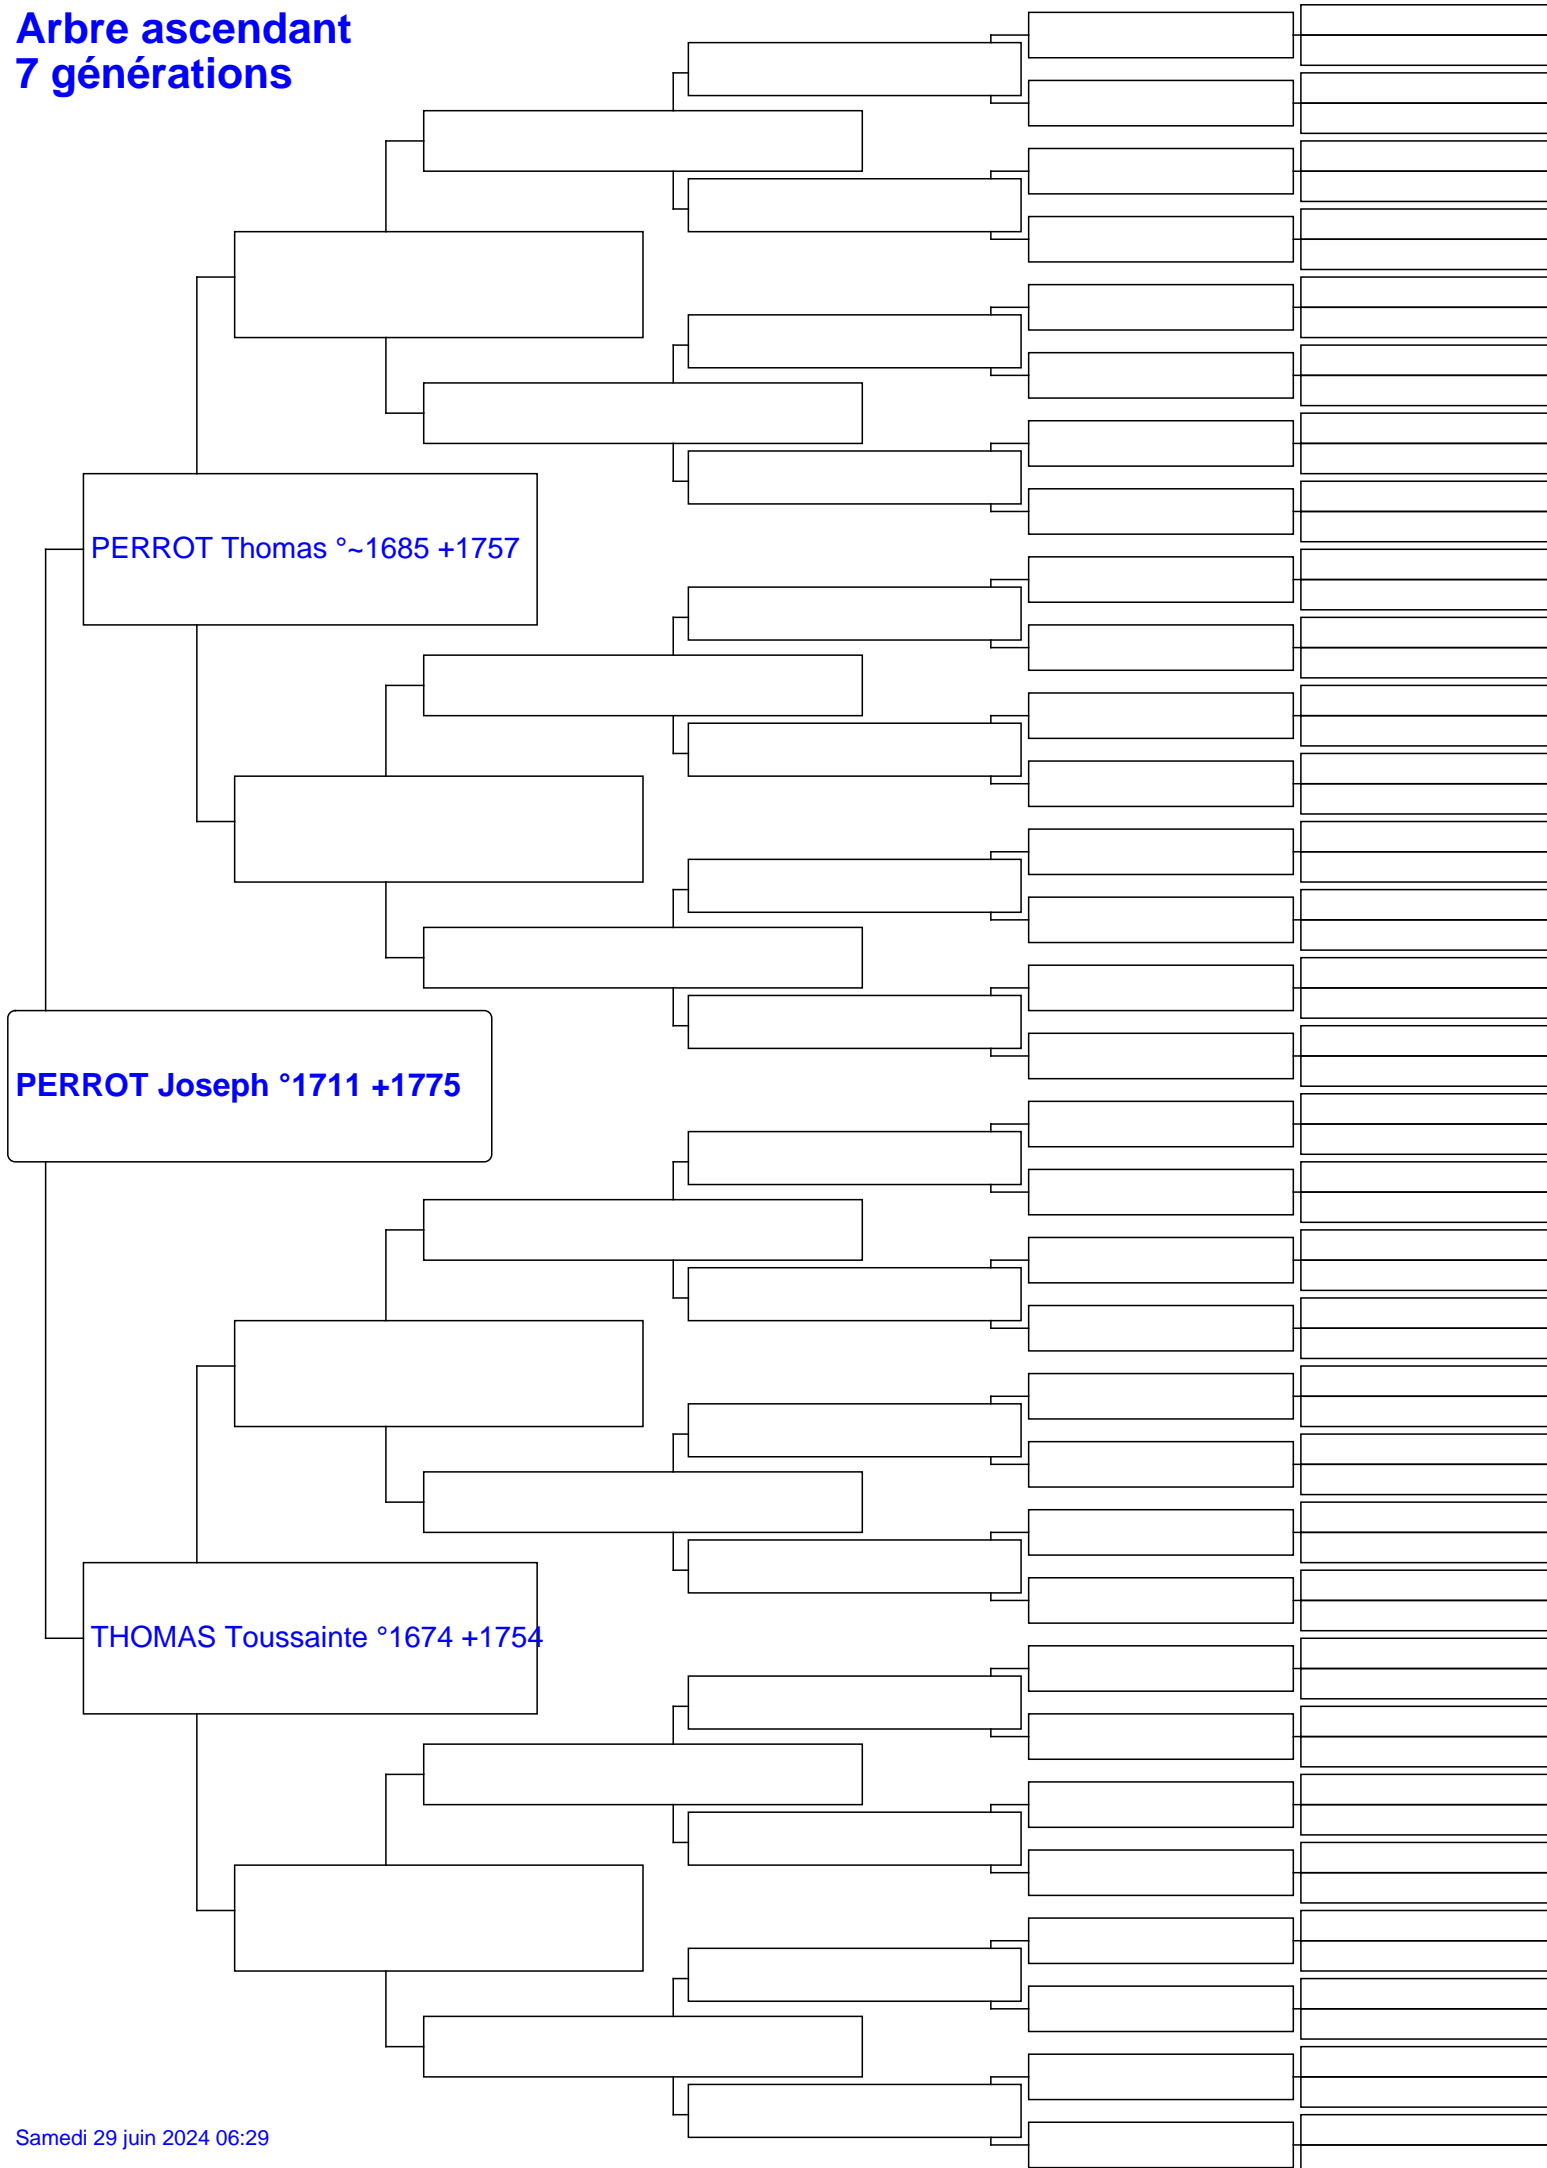 Arbre ascendant
7 générations
PERROT Thomas °~1685 +1757
PERROT Joseph °1711 +1775
THOMAS Toussainte °1674 +1754
Samedi 29 juin 2024 06:29